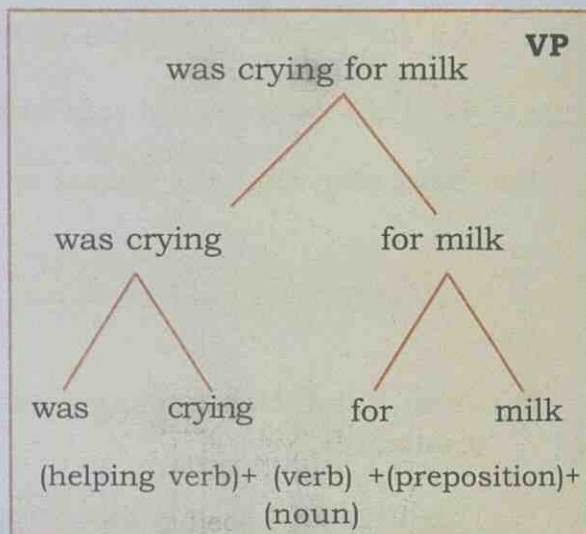 VP
was crying for milk
was crying for milk
was crying for milk
(helping verb)+ (verb) +(preposition)+
(noun)